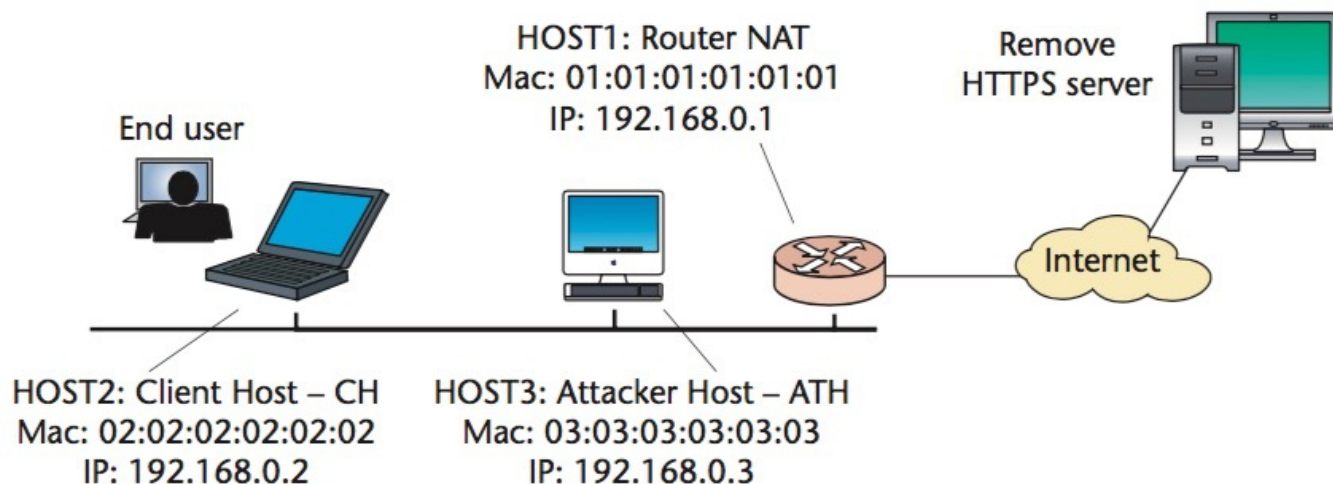 HOST1: Router NAT
Mac: 01:01:01:01:01:01
IP: 192.168.0.1
Remove
HTTPS server
End user
Internet
HOST2: Client Host – CH
Mac: 02:02:02:02:02:02
IP: 192.168.0.2
HOST3: Attacker Host – ATH
Mac: 03:03:03:03:03:03
IP: 192.168.0.3